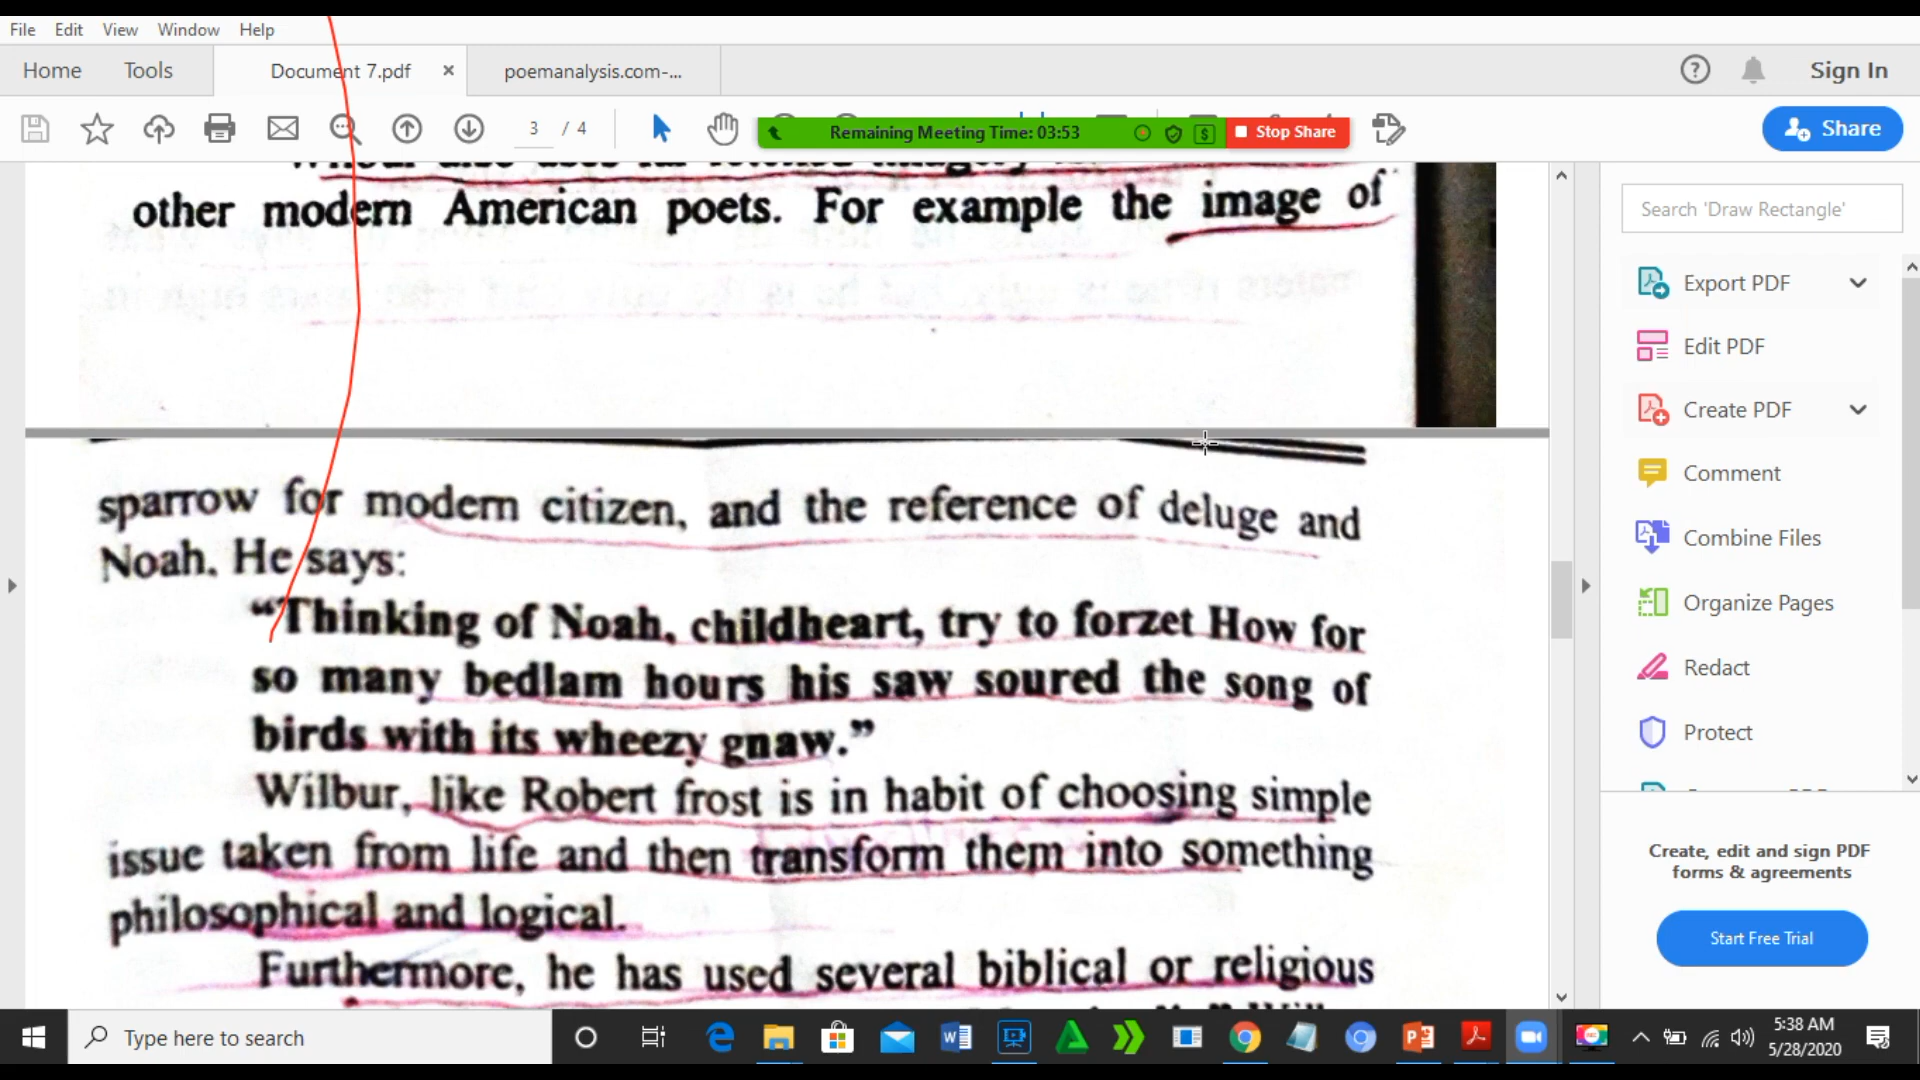 File Edit View Window Help
Home Tools Document 7.pdf × poemanalysis.com-... Sign In
3 / 4 Remaining Meeting Time: 03:53 Stop Share Share
other modern American poets. For example the image of
sparrow for modern citizen, and the reference of deluge and
Noah. He says:
“Thinking of Noah, childheart, try to forzet How for
so many bedlam hours his saw soured the song of
birds with its wheezy gnaw.”
Wilbur, like Robert frost is in habit of choosing simple
issue taken from life and then transform them into something
philosophical and logical.
Furthermore, he has used several biblical or religious
Search 'Draw Rectangle'
Export PDF
Edit PDF
Create PDF
Comment
Combine Files
Organize Pages
Redact
Protect
Create, edit and sign PDF
forms & agreements
Start Free Trial
Type here to search
5:38 AM
5/28/2020